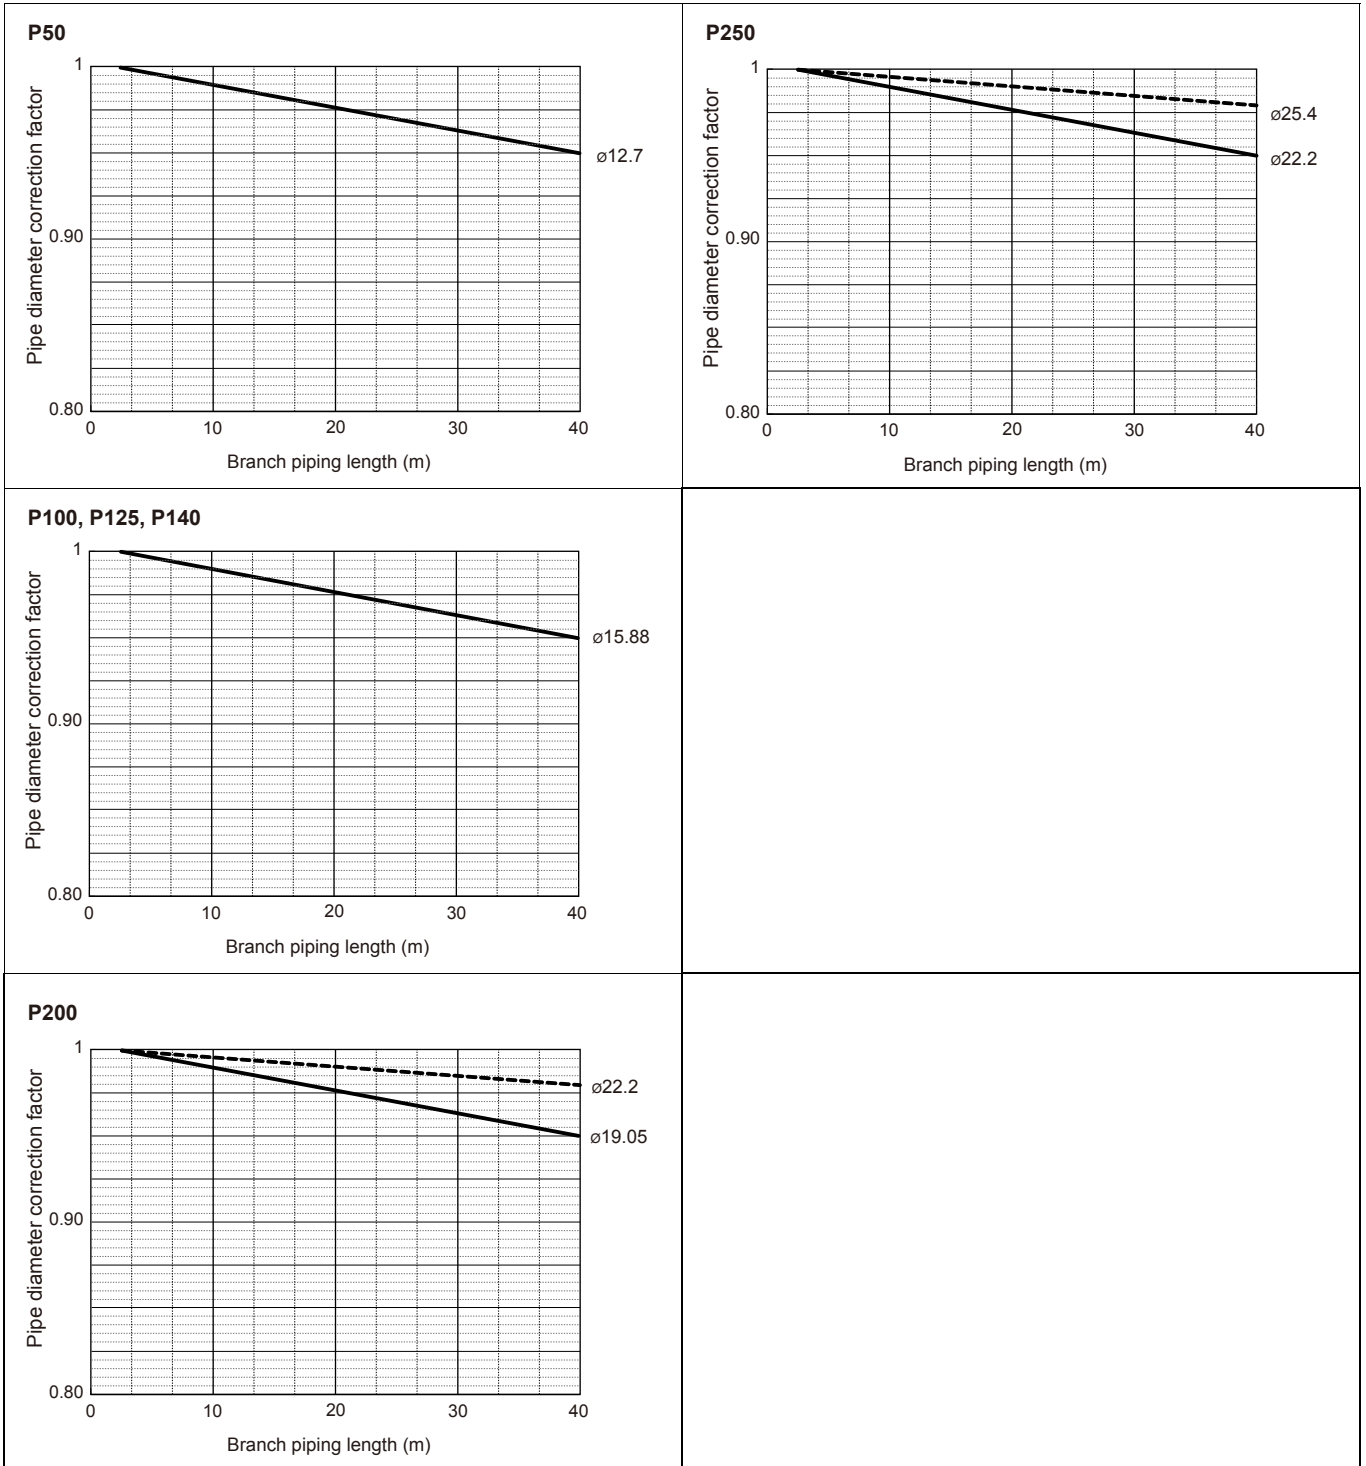 P50
Pipe diameter correction factor
1
0.90
0.80
0 10 20 30 40
Branch piping length (m)
ø12.7
P250
Pipe diameter correction factor
1
0.90
0.80
0 10 20 30 40
Branch piping length (m)
ø25.4
ø22.2
P100, P125, P140
Pipe diameter correction factor
1
0.90
0.80
0 10 20 30 40
Branch piping length (m)
ø15.88
P200
Pipe diameter correction factor
1
0.90
0.80
0 10 20 30 40
Branch piping length (m)
ø22.2
ø19.05